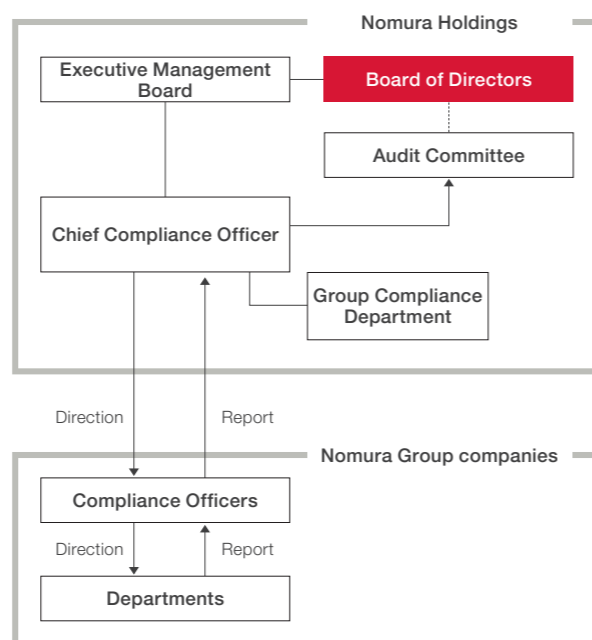 Nomura Holdings
Executive Management
Board
Board of Directors
Audit Committee
Chief Compliance Officer
Group Compliance
Department
Direction
Report
Nomura Group companies
Compliance Officers
Direction
Report
Departments